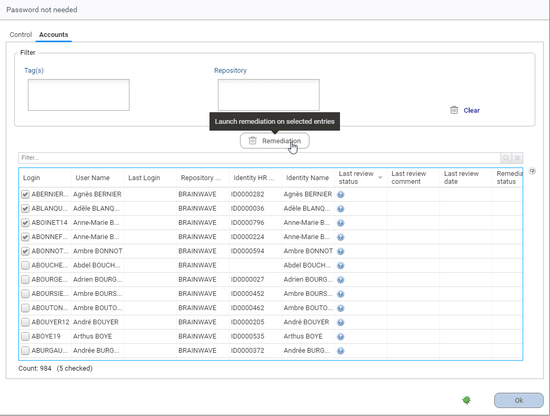 Password not needed
Control Accounts
Filter
Tag(s) Repository
Clear
Launch remediation on selected entries
Remediation
Filter...
Login User Name Last Login Repository ... Identity HR ... Identity Name Last review status Last review comment Last review date Remedia status
ABERNIER... Agnès BERNIER BRAINWAVE ID0000282 Agnès BERNIER
ABLANQU... Adèle BLANQ... BRAINWAVE ID0000036 Adèle BLANQ...
ABOINET14 Anne-Marie B... BRAINWAVE ID0000796 Anne-Marie B...
ABONNEF... Anne-Marie B... BRAINWAVE ID0000224 Anne-Marie B...
ABONNOT... Ambre BONNOT BRAINWAVE ID0000594 Ambre BONNOT
ABOUCHE... Abdel BOUCH... BRAINWAVE Abdel BOUCH...
ABOURGE... Adrien BOURG... BRAINWAVE ID0000027 Adrien BOURG...
ABOURSIE... Ambre BOURS... BRAINWAVE ID0000452 Ambre BOURS...
ABOUTON... Ambre BOUTO... BRAINWAVE ID0000462 Ambre BOUTO...
ABOUYER12 André BOUYER BRAINWAVE ID0000205 André BOUYER
ABOYE19 Arthus BOYE BRAINWAVE ID0000535 Arthus BOYE
ABURGAU... Andrée BURG... BRAINWAVE ID0000372 Andrée BURG...
Count: 984 (5 checked)
Ok